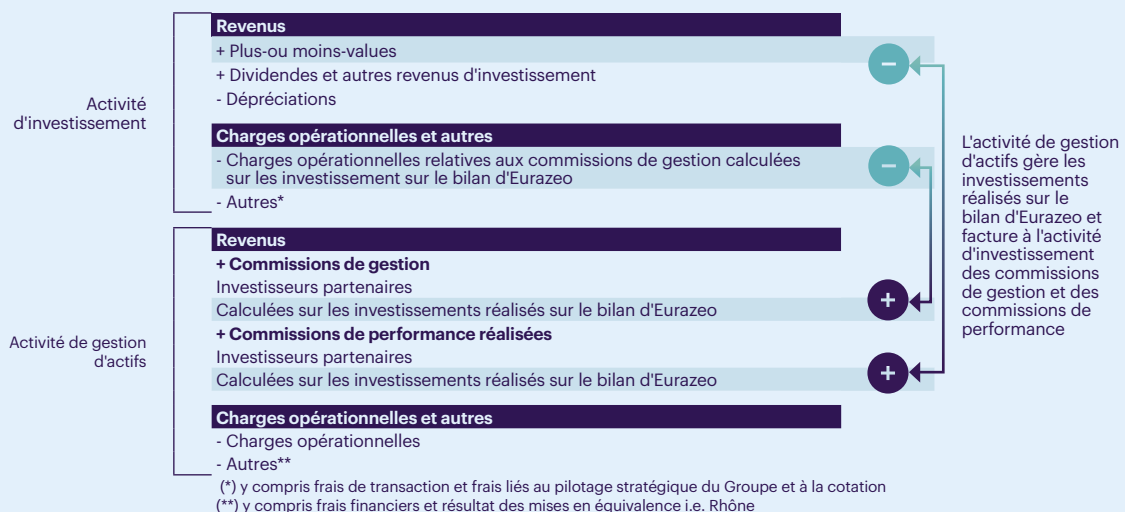 Activité
d'investissement
Revenus
+ Plus-ou moins-values
+ Dividendes et autres revenus d'investissement
- Dépréciations
Charges opérationnelles et autres
- Charges opérationnelles relatives aux commissions de gestion calculées
sur les investissement sur le bilan d'Eurazeo
- Autres*
Activité de gestion
d'actifs
Revenus
+ Commissions de gestion
Investisseurs partenaires
Calculées sur les investissements réalisés sur le bilan d'Eurazeo
+ Commissions de performance réalisées
Investisseurs partenaires
Calculées sur les investissements réalisés sur le bilan d'Eurazeo
Charges opérationnelles et autres
- Charges opérationnelles
- Autres**
−
−
+
+
L'activité de gestion
d'actifs gère les
investissements
réalisés sur le
bilan d'Eurazeo et
facture à l'activité
d'investissement
des commissions
de gestion et des
commissions de
performance
(*) y compris frais de transaction et frais liés au pilotage stratégique du Groupe et à la cotation
(**) y compris frais financiers et résultat des mises en équivalence i.e. Rhône